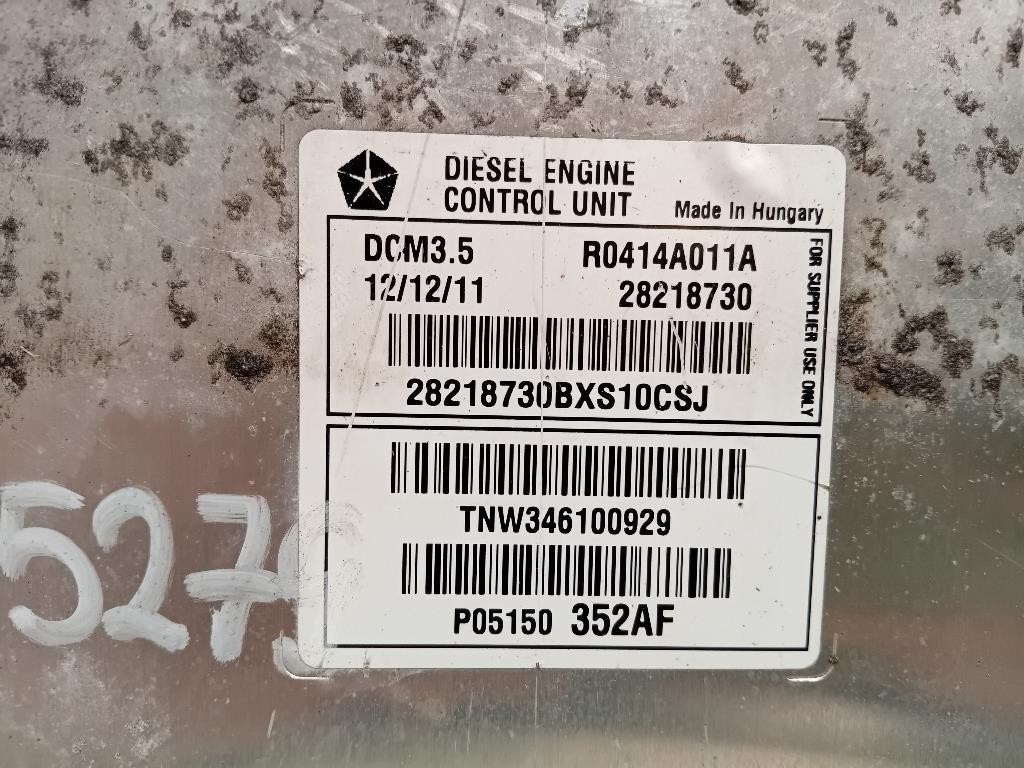 DIESEL ENGINE
CONTROL UNIT
Made In Hungary
DCM3.5
R0414A011A
12/12/11
28218730
28218730BXS10CSJ
FOR SUPPLIER USE ONLY
TNW346100929
P05150 352AF